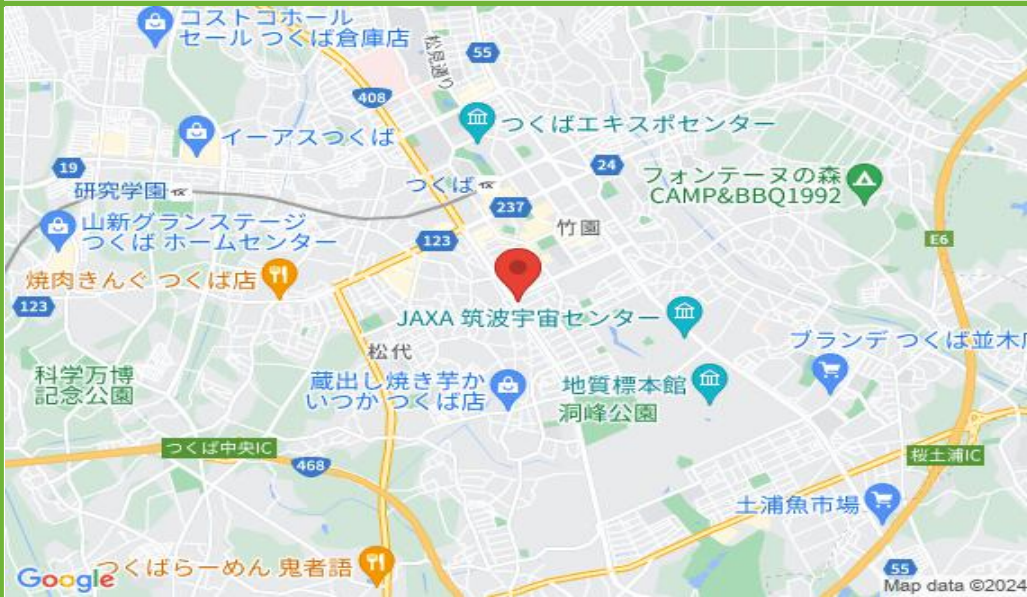 コストコホール
セール つくば倉庫店
松見通り
55
408
つくばエキスポセンター
イーアスつくば
19
24
研究学園
つくば
フォンテーヌの森
CAMP&BBQ1992
237
山新グランステージ
つくば ホームセンター
竹園
123
E6
焼肉きんぐ つくば店
123
JAXA 筑波宇宙センター
松代
ブランデ つくば並木
科学万博
記念公園
蔵出し焼き芋か
いつか つくば店
地質標本館
洞峰公園
つくば中央IC
468
桜土浦IC
土浦魚市場
つくばらーめん 鬼者語
55
Google
Map data ©2024